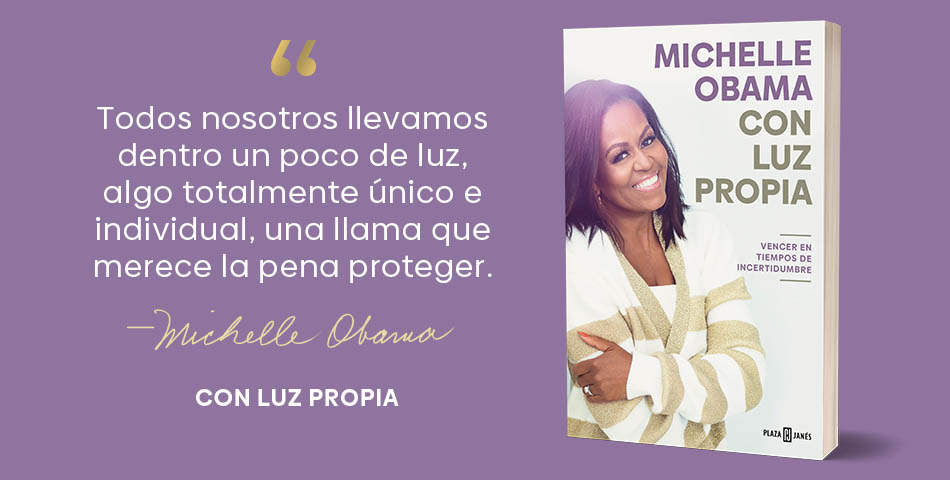 “
Todos nosotros llevamos
dentro un poco de luz,
algo totalmente único e
individual, una llama que
merece la pena proteger.
—Michelle Obama
CON LUZ PROPIA
MICHELLE
OBAMA
CON
LUZ
PROPIA
VENCER EN
TIEMPOS DE
INCERTIDUMBRE
PLAZA JANÉS